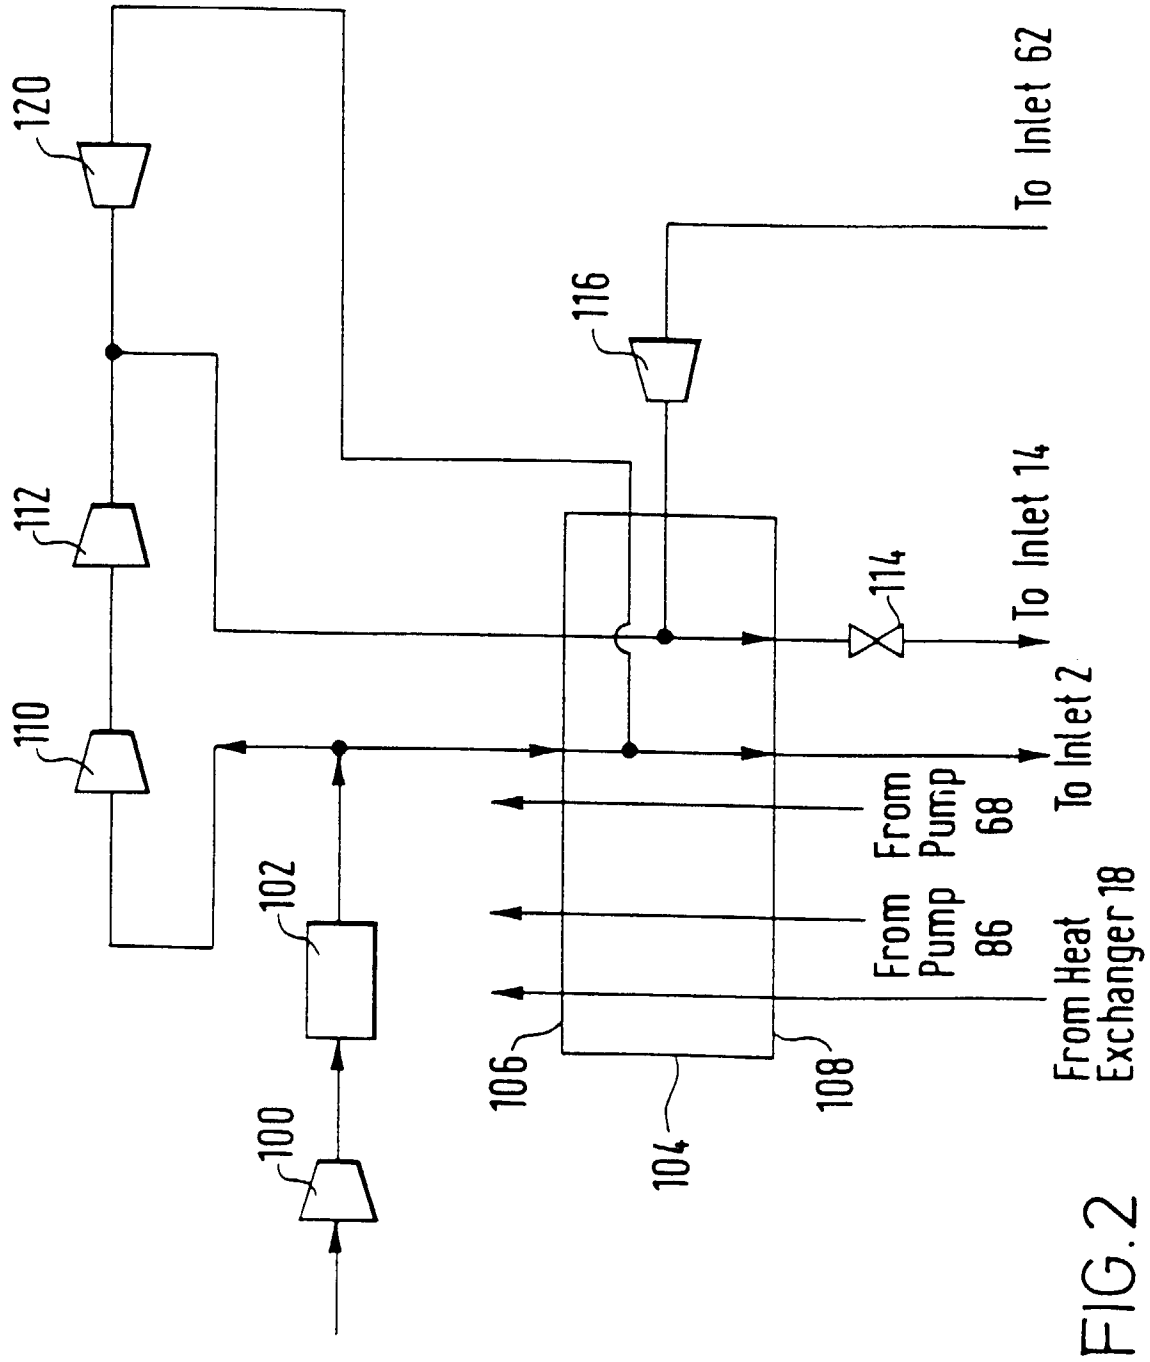 120
112
110
To Inlet 62
116
102
100
114
To Inlet 14
To Inlet 2
From
Pump
68
From
Pump
86
From Heat
Exchanger 18
106
108
104
FIG. 2